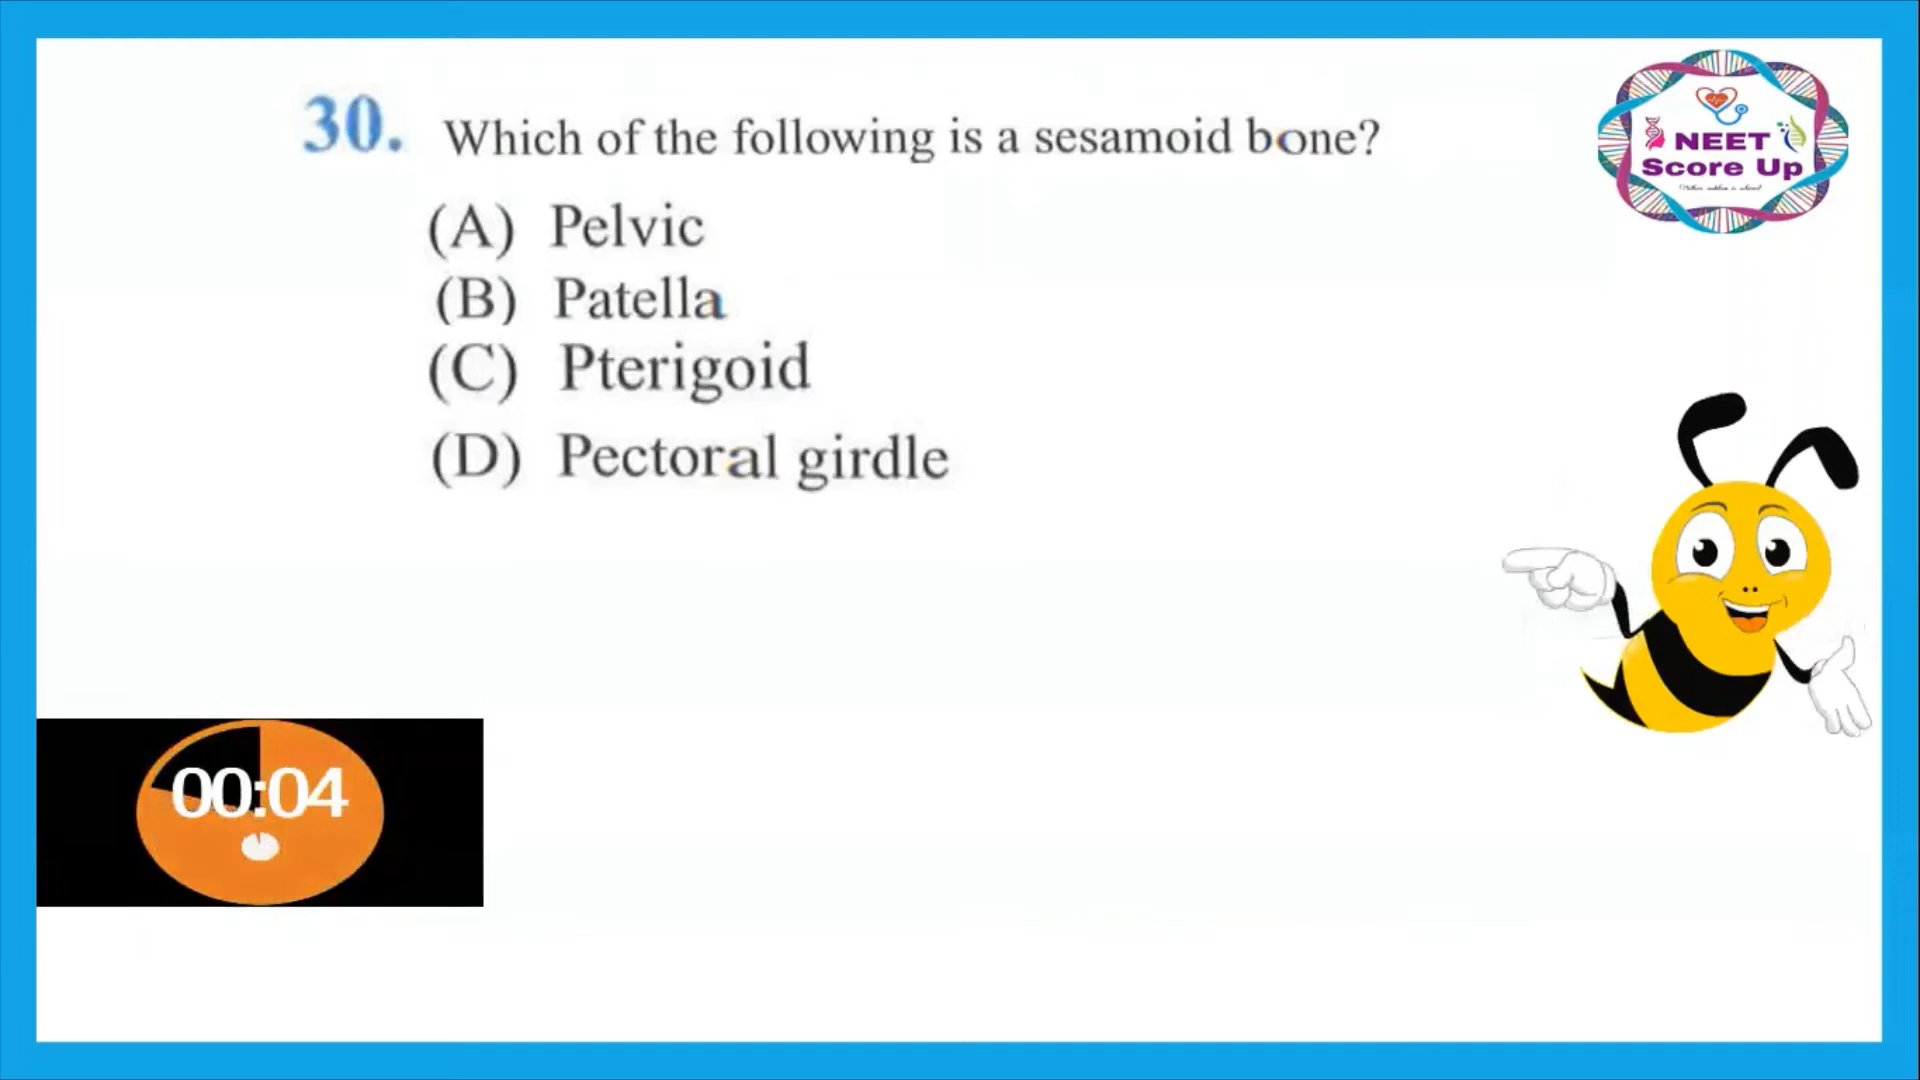 30. Which of the following is a sesamoid bone?
(A) Pelvic
(B) Patella
(C) Pterigoid
(D) Pectoral girdle
NEET
Score Up
00:04